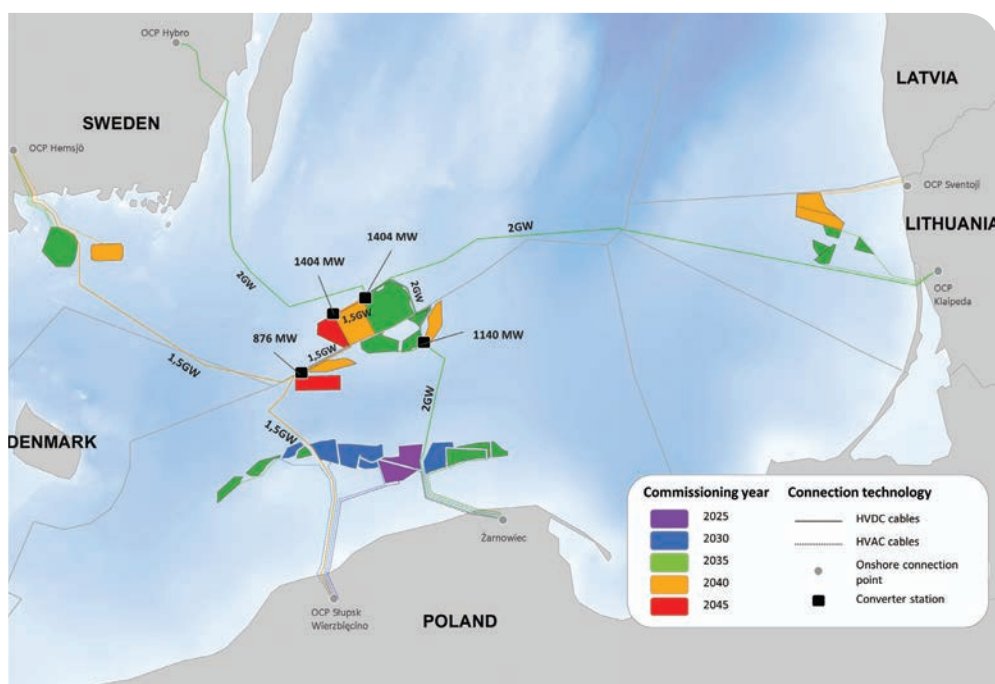 OCP Hybro
LATVIA
SWEDEN
OCP Hemsjö
OCP Sventoji
LITHUANIA
2GW
1404 MW
1404 MW
2GW
2GW
OCP
Klaipeda
1,5GW
876 MW
1140 MW
1,5GW
1,5GW
2GW
DENMARK
1,5GW
Żarnowiec
OCP Słupsk
Wierzbięcino
POLAND
Commissioning year
2025
2030
2035
2040
2045
Connection technology
HVDC cables
HVAC cables
Onshore connection
point
Converter station